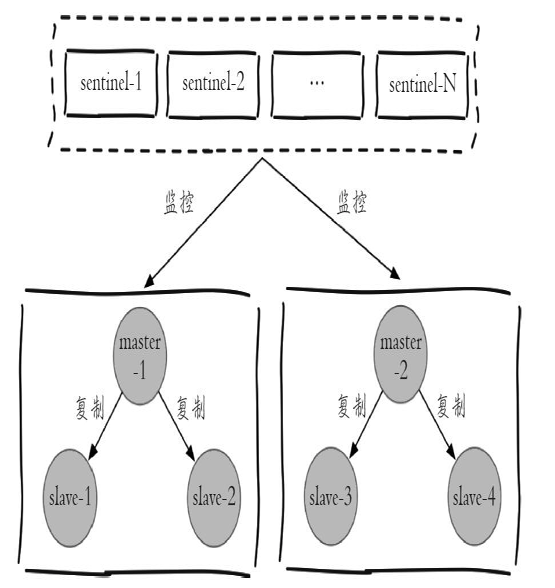 sentinel-1
sentinel-2
...
sentinel-N
监控
监控
master
-1
master
-2
复制
复制
复制
复制
slave-1
slave-2
slave-3
slave-4